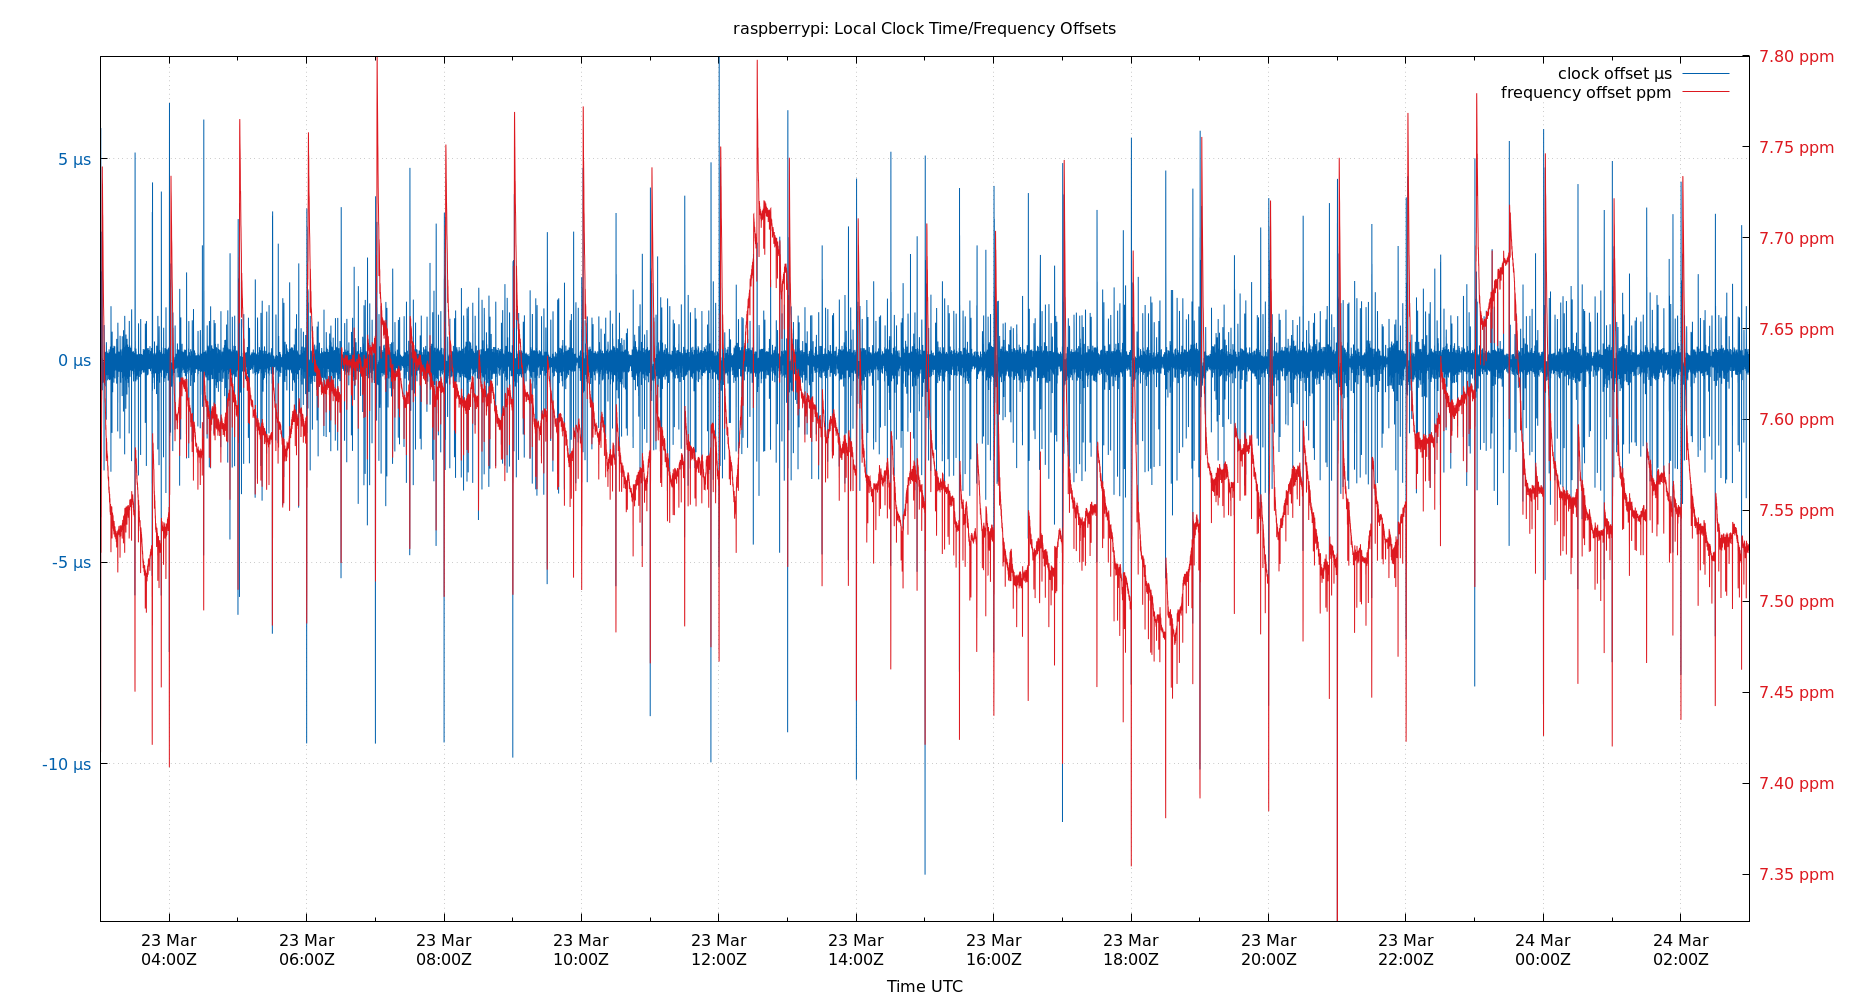 raspberrypi: Local Clock Time/Frequency Offsets
clock offset µs
frequency offset ppm
5 µs
0 µs
-5 µs
-10 µs
7.80 ppm
7.75 ppm
7.70 ppm
7.65 ppm
7.60 ppm
7.55 ppm
7.50 ppm
7.45 ppm
7.40 ppm
7.35 ppm
23 Mar 23 Mar 23 Mar 23 Mar 23 Mar 23 Mar 23 Mar 23 Mar 23 Mar 23 Mar 24 Mar 24 Mar
04:00Z 06:00Z 08:00Z 10:00Z 12:00Z 14:00Z 16:00Z 18:00Z 20:00Z 22:00Z 00:00Z 02:00Z
Time UTC